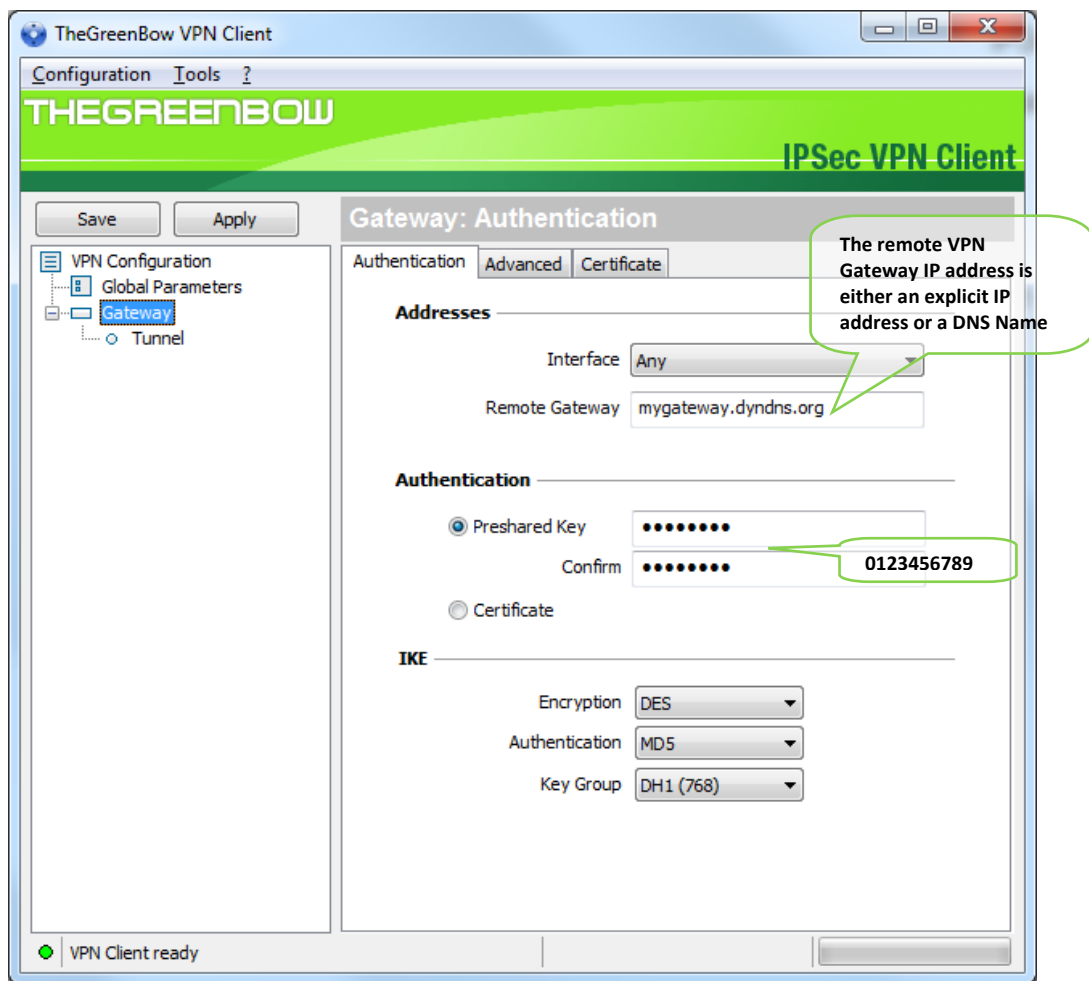 TheGreenBow VPN Client
Configuration Tools ?
THEGREENBOW
IPSec VPN Client
Save Apply
Gateway: Authentication
VPN Configuration
Global Parameters
Gateway
Tunnel
Authentication Advanced Certificate
The remote VPN
Gateway IP address is
either an explicit IP
address or a DNS Name
Addresses
Interface Any
Remote Gateway mygateway.dyndns.org
Authentication
Preshared Key ••••••••
0123456789
Confirm ••••••••
Certificate
IKE
Encryption DES
Authentication MD5
Key Group DH1 (768)
VPN Client ready